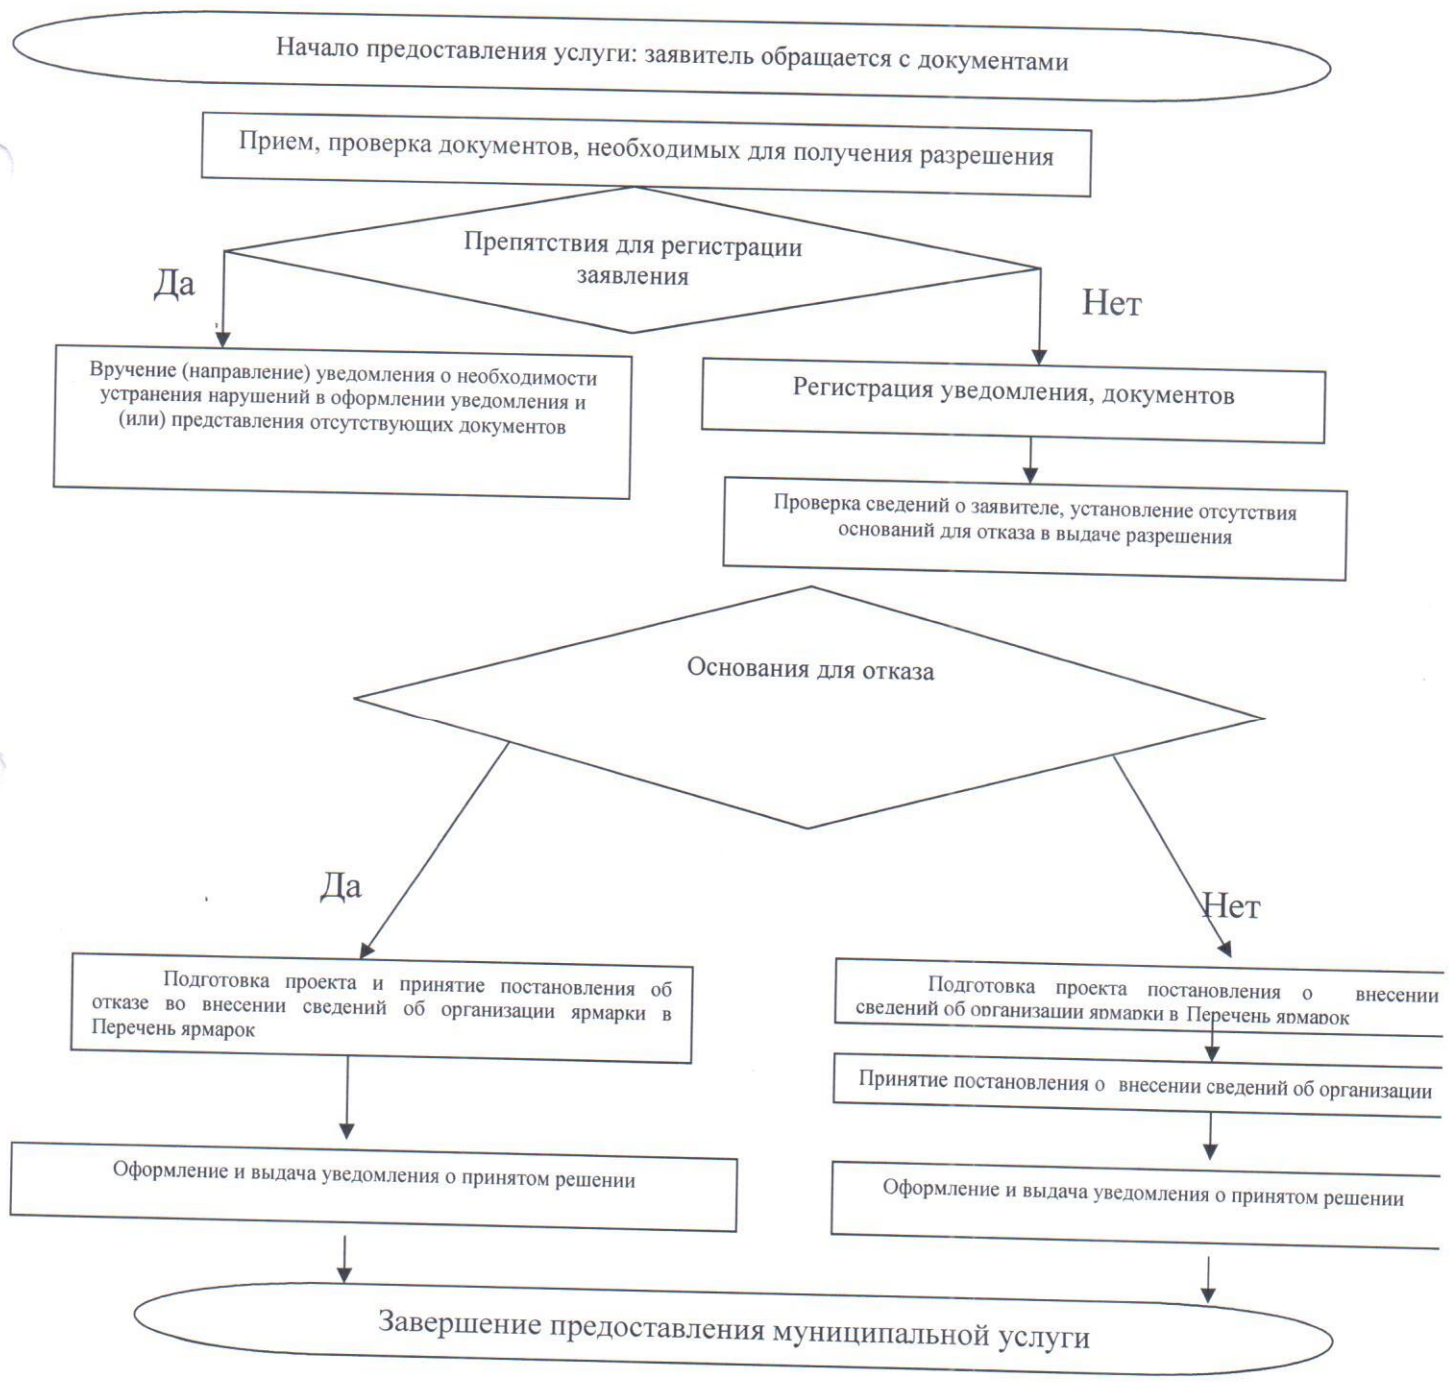 Начало предоставления услуги: заявитель обращается с документами
Прием, проверка документов, необходимых для получения разрешения
Препятствия для регистрации
заявления
Да
Нет
Вручение (направление) уведомления о необходимости
устранения нарушений в оформлении уведомления и
(или) представления отсутствующих документов
Регистрация уведомления, документов
Проверка сведений о заявителе, установление отсутствия
оснований для отказа в выдаче разрешения
Основания для отказа
Да
Нет
Подготовка проекта и принятие постановления об
отказе во внесении сведений об организации ярмарки в
Перечень ярмарок
Подготовка проекта постановления о внесении
сведений об организации ярмарки в Перечень ярмарок
Принятие постановления о внесении сведений об организации
Оформление и выдача уведомления о принятом решении
Оформление и выдача уведомления о принятом решении
Завершение предоставления муниципальной услуги